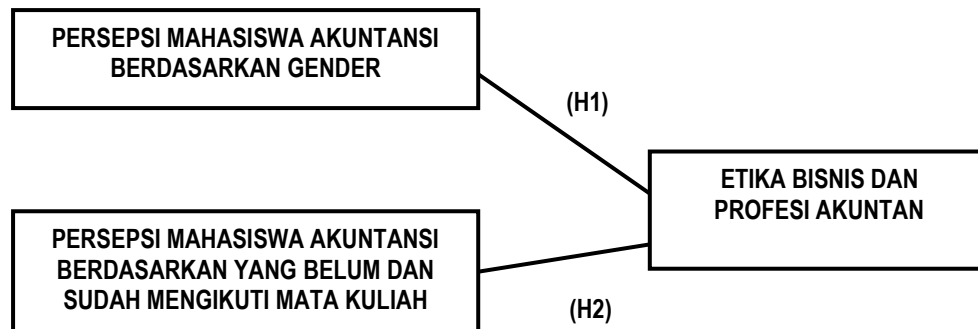 PERSEPSI MAHASISWA AKUNTANSI
BERDASARKAN GENDER
(H1)
ETIKA BISNIS DAN
PROFESI AKUNTAN
PERSEPSI MAHASISWA AKUNTANSI
BERDASARKAN YANG BELUM DAN
SUDAH MENGIKUTI MATA KULIAH
(H2)